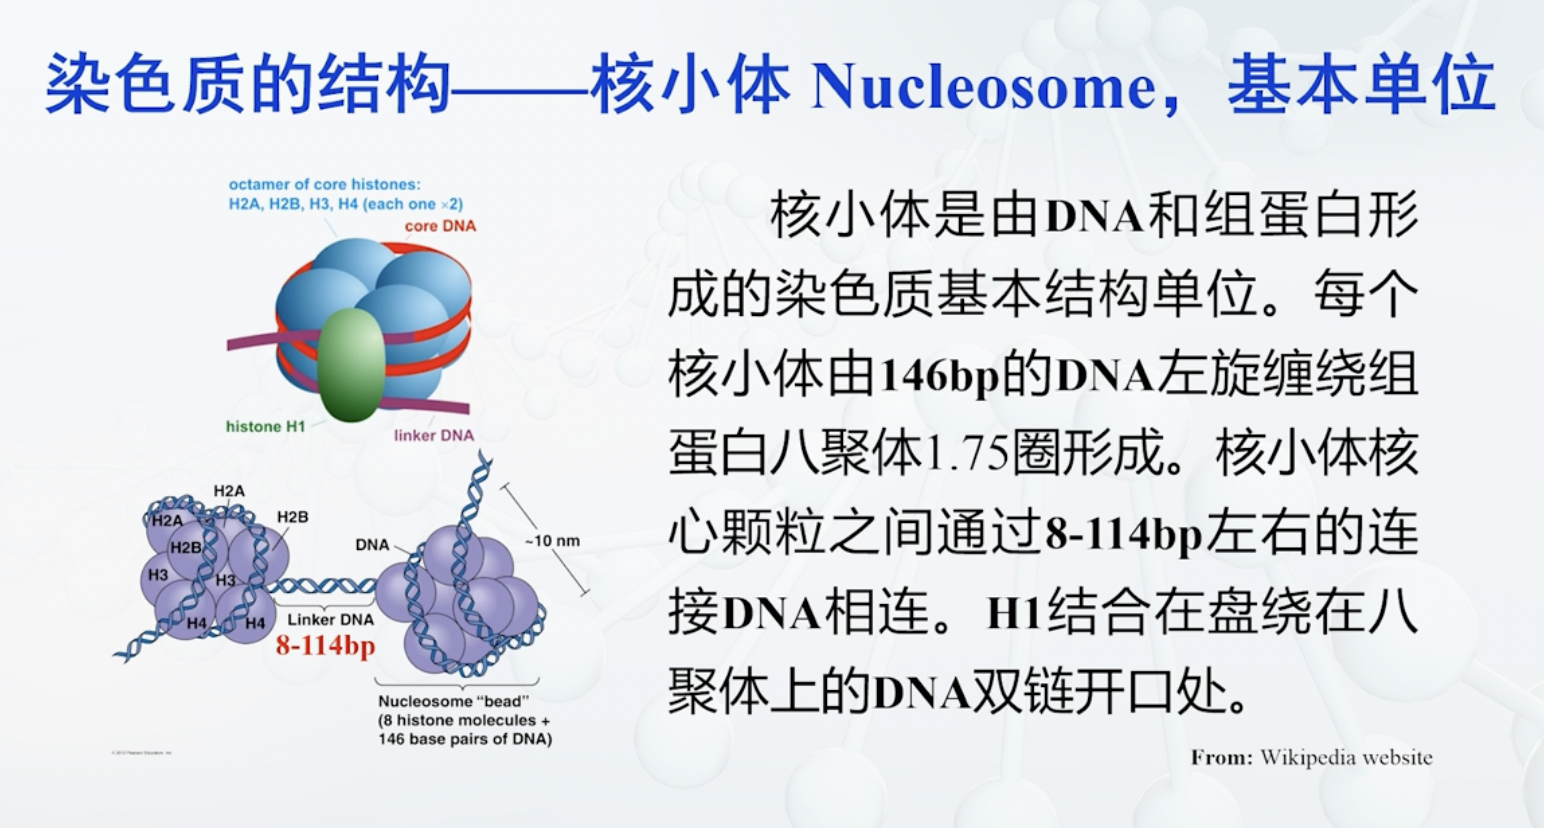 染色质的结构——核小体 Nucleosome，基本单位
octamer of core histones:
H2A, H2B, H3, H4 (each one ×2)
core DNA
histone H1
linker DNA
H2A
H2A
H2B
H2B
H3
H3
H4
H4
DNA
~10 nm
Linker DNA
8-114bp
Nucleosome “bead”
(8 histone molecules +
146 base pairs of DNA)
核小体是由DNA和组蛋白形
成的染色质基本结构单位。每个
核小体由146bp的DNA左旋缠绕组
蛋白八聚体1.75圈形成。核小体核
心颗粒之间通过8-114bp左右的连
接DNA相连。H1结合在盘绕在八
聚体上的DNA双链开口处。
From: Wikipedia website